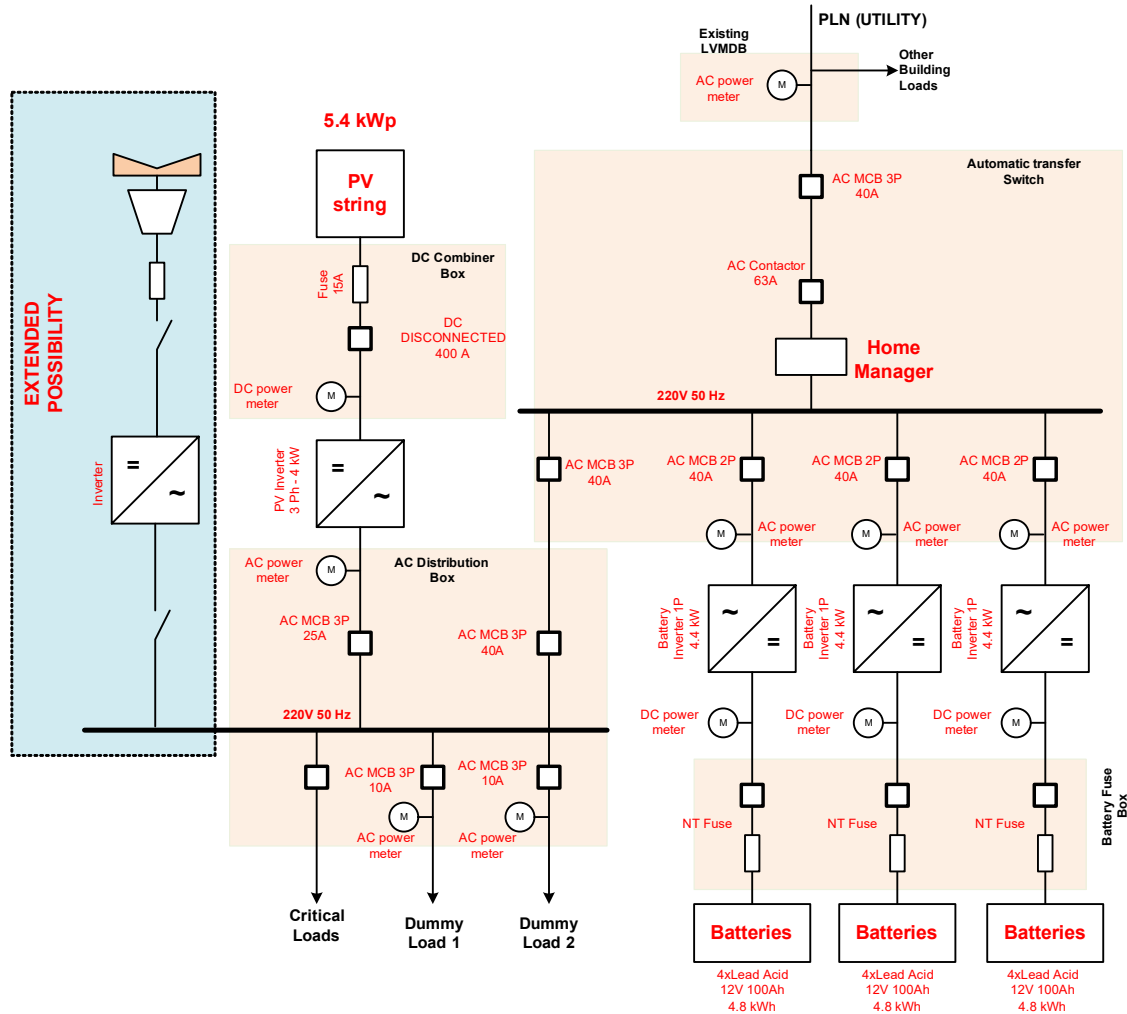 PLN (UTILITY)
Existing
LVMDB
AC power
meter
M
Other
Building
Loads
EXTENDED
POSSIBILITY
Inverter
=
~
5.4 kWp
PV
string
DC Combiner
Box
Fuse
15A
DC
DISCONNECTED
400 A
DC power
meter
M
PV Inverter
3 Ph - 4 kW
=
~
AC power
meter
M
AC Distribution
Box
AC MCB 3P
25A
AC MCB 3P
40A
220V 50 Hz
AC MCB 3P
10A
AC MCB 3P
10A
M
M
AC power
meter
AC power
meter
Critical
Loads
Dummy
Load 1
Dummy
Load 2
Automatic transfer
Switch
AC MCB 3P
40A
AC Contactor
63A
Home
Manager
220V 50 Hz
AC MCB 3P
40A
AC MCB 2P
40A
AC MCB 2P
40A
AC MCB 2P
40A
M
AC power
meter
M
AC power
meter
M
AC power
meter
Battery
Inverter 1P
4.4 kW
~
=
Battery
Inverter 1P
4.4 kW
~
=
Battery
Inverter 1P
4.4 kW
~
=
DC power
meter
M
DC power
meter
M
DC power
meter
M
Battery Fuse
Box
NT Fuse
NT Fuse
NT Fuse
Batteries
Batteries
Batteries
4xLead Acid
12V 100Ah
4.8 kWh
4xLead Acid
12V 100Ah
4.8 kWh
4xLead Acid
12V 100Ah
4.8 kWh